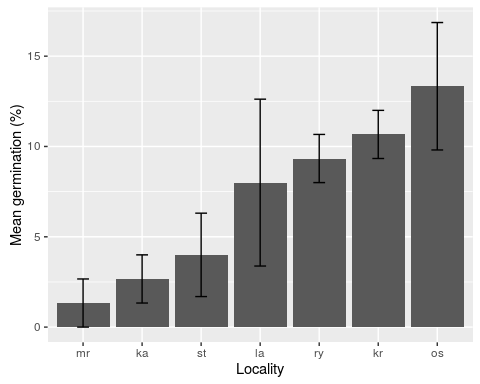 Mean germination (%)
15
10
5
0
mr ka st la ry kr os
Locality